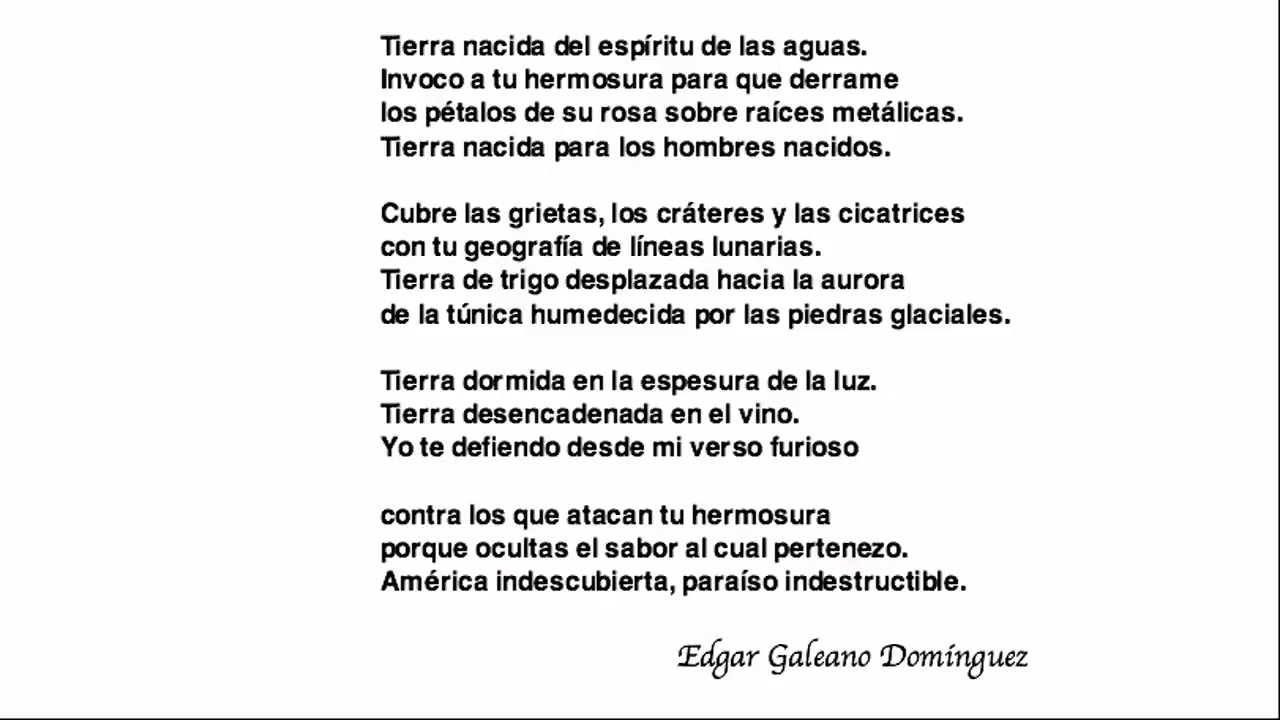 Tierra nacida del espíritu de las aguas.
Invoco a tu hermosura para que derrame
los pétalos de su rosa sobre raíces metálicas.
Tierra nacida para los hombres nacidos.
Cubre las grietas, los cráteres y las cicatrices
con tu geografía de líneas lunarias.
Tierra de trigo desplazada hacia la aurora
de la túnica humedecida por las piedras glaciales.
Tierra dormida en la espesura de la luz.
Tierra desencadenada en el vino.
Yo te defiendo desde mi verso furioso
contra los que atacan tu hermosura
porque ocultas el sabor al cual pertenezo.
América indescubierta, paraíso indestructible.
Edgar Galeano Domínguez